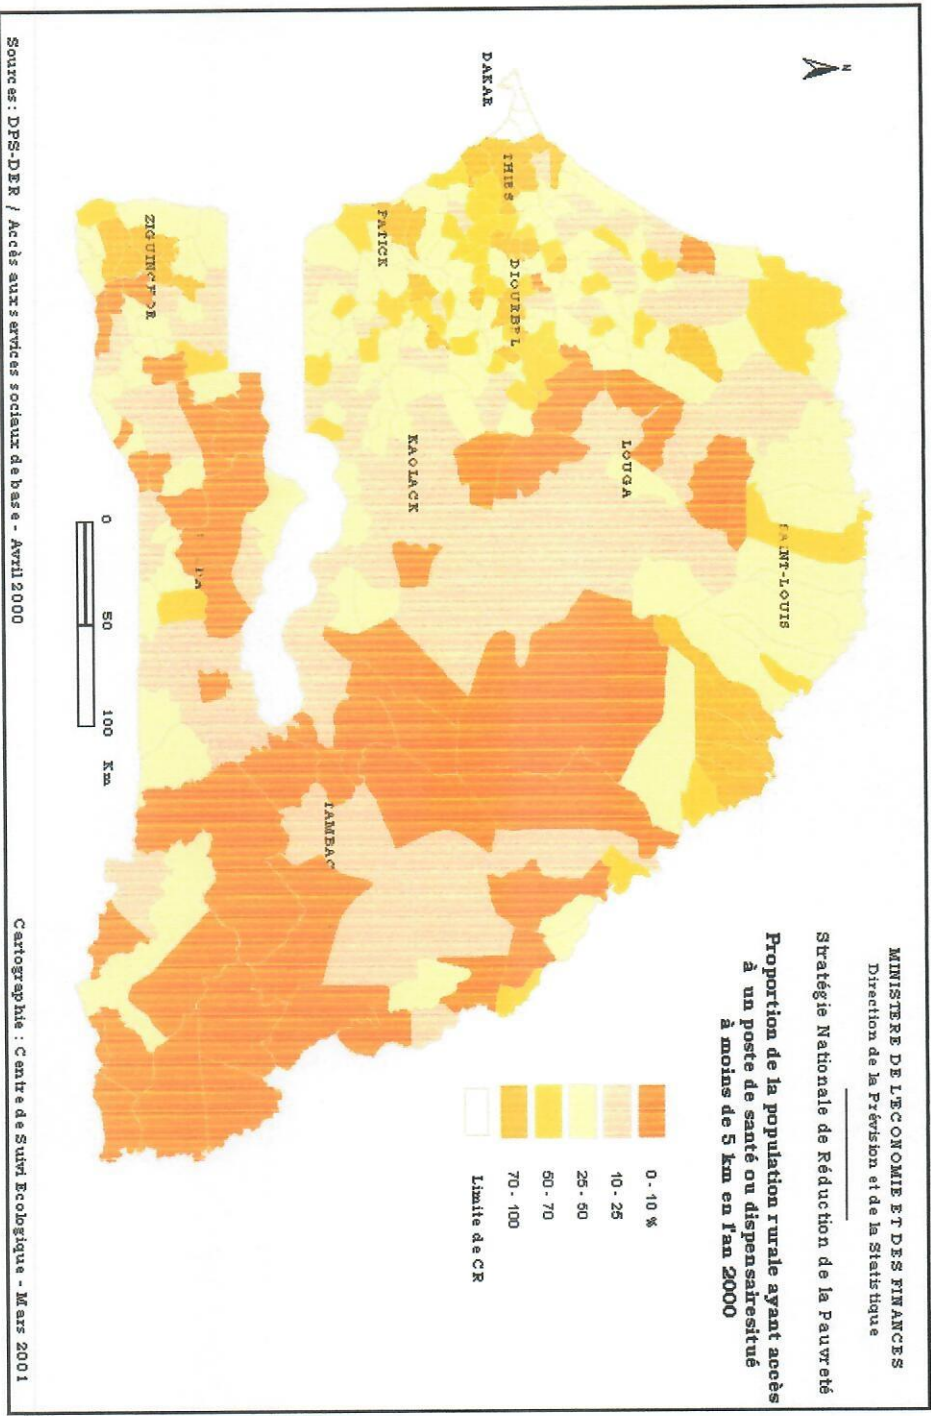 MINISTERE DE L'ECONOMIE ET DES FINANCES
Direction de la Prévision et de la Statistique
Stratégie Nationale de Réduction de la Pauvreté
Proportion de la population rurale ayant accès
à un poste de santé ou dispensairesitué
à moins de 5 km en l'an 2000
N
SAINT-LOUIS
LOUGA
DAKAR
THIES
DIOURBEL
FATICK
KAOLACK
TAMBAC
ZIGUINCHOR
0 - 10 %
10 - 25
25 - 50
50 - 70
70 - 100
Limite de CR
0 50 100 Km
Sources: DPS-DER / Accès aux services sociaux de base - Avril 2000
Cartographie : Centre de Suivi Ecologique - Mars 2001